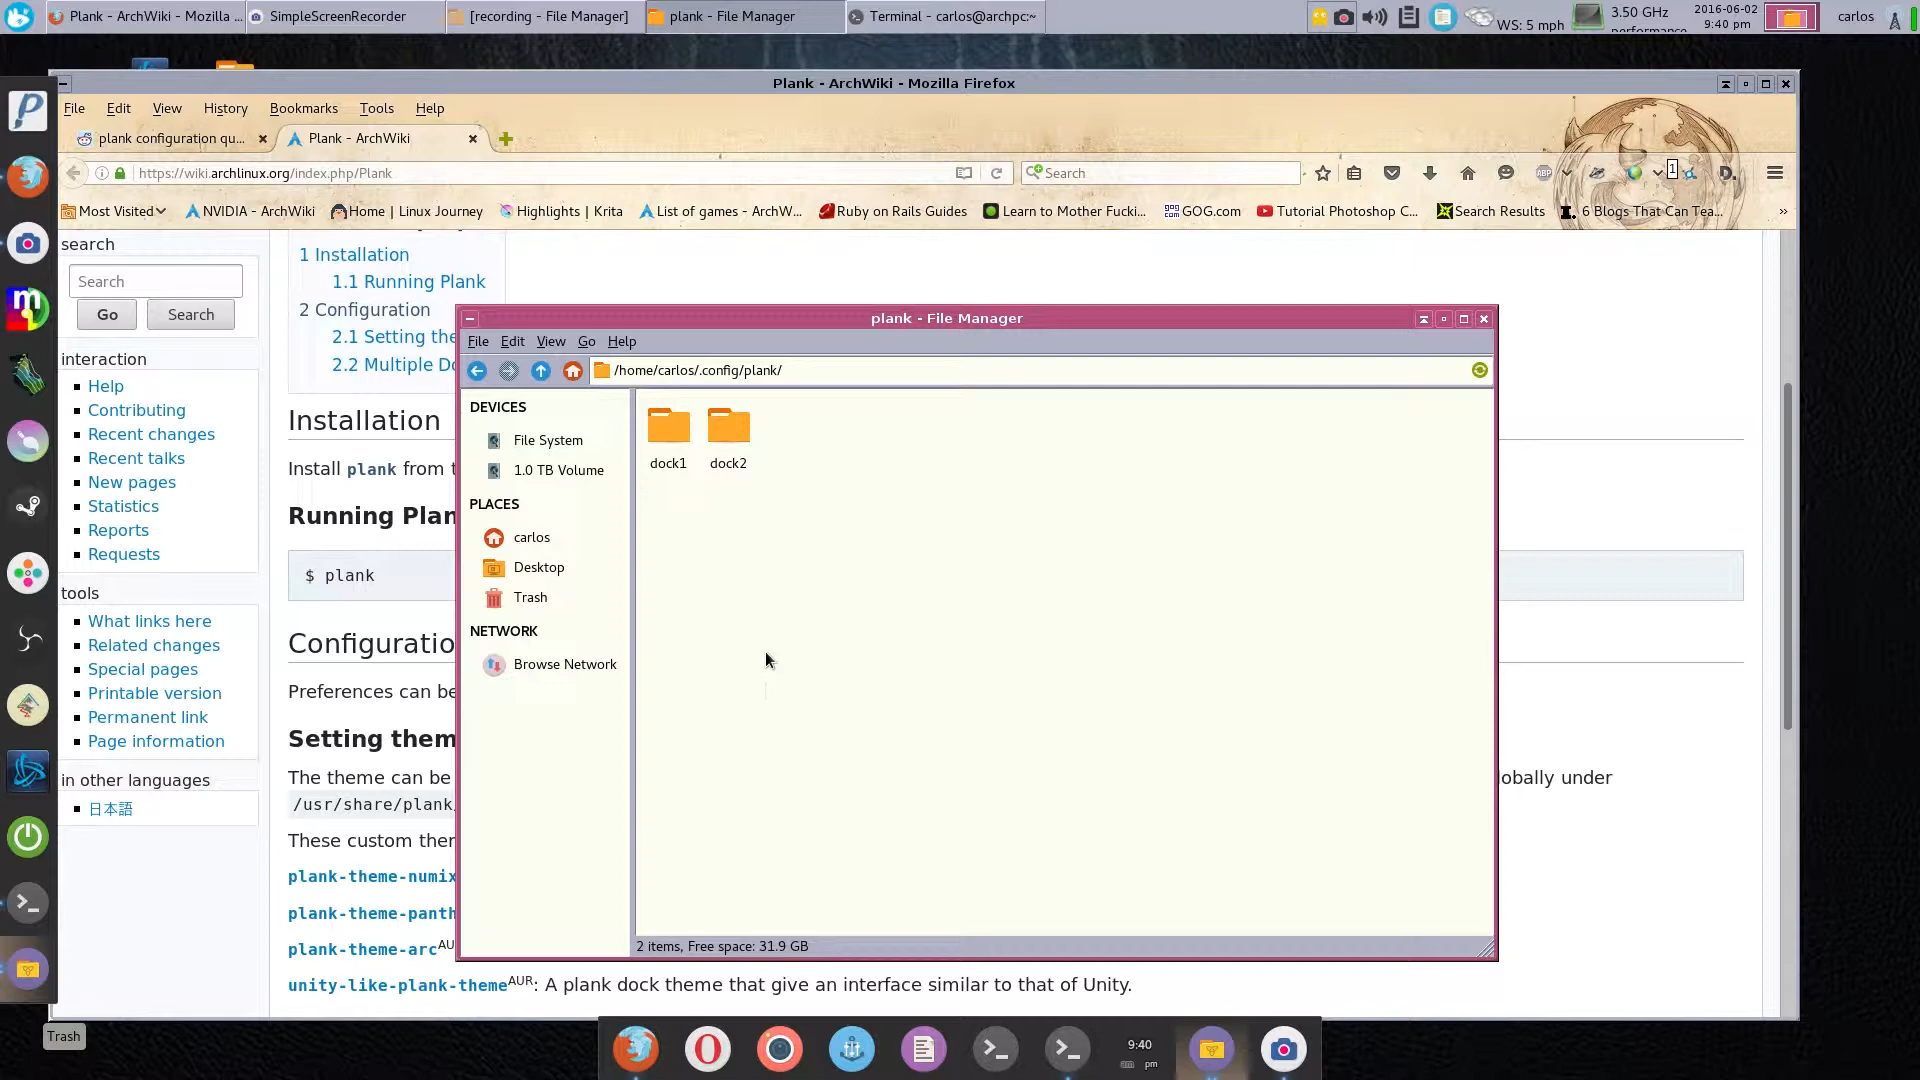 Plank - ArchWiki - Mozilla ...
SimpleScreenRecorder
[recording - File Manager]
plank - File Manager
Terminal - carlos@archpc:~
WS: 5 mph
3.50 GHz
performance
2016-06-02
9:40 pm
carlos
Plank - ArchWiki - Mozilla Firefox
File Edit View History Bookmarks Tools Help
plank configuration qu...
Plank - ArchWiki
https://wiki.archlinux.org/index.php/Plank
Search
ABP
1
D.
Most Visited
NVIDIA - ArchWiki
Home | Linux Journey
Highlights | Krita
List of games - ArchW...
Ruby on Rails Guides
Learn to Mother Fucki...
GOG.com
Tutorial Photoshop C...
Search Results
6 Blogs That Can Tea...
»
search
Search
Go
Search
interaction
Help
Contributing
Recent changes
Recent talks
New pages
Statistics
Reports
Requests
tools
What links here
Related changes
Special pages
Printable version
Permanent link
Page information
in other languages
日本語
1 Installation
1.1 Running Plank
2 Configuration
2.1 Setting the
2.2 Multiple Do
Installation
Install plank from t
Running Plan
$ plank
Configuratio
Preferences can be
Setting them
The theme can be
lobally under
/usr/share/plank
These custom ther
plank-theme-numix
plank-theme-panth
plank-theme-arc AU
unity-like-plank-theme AUR: A plank dock theme that give an interface similar to that of Unity.
plank - File Manager
File Edit View Go Help
/home/carlos/.config/plank/
DEVICES
File System
1.0 TB Volume
PLACES
carlos
Desktop
Trash
NETWORK
Browse Network
dock1
dock2
2 items, Free space: 31.9 GB
Trash
9:40
pm